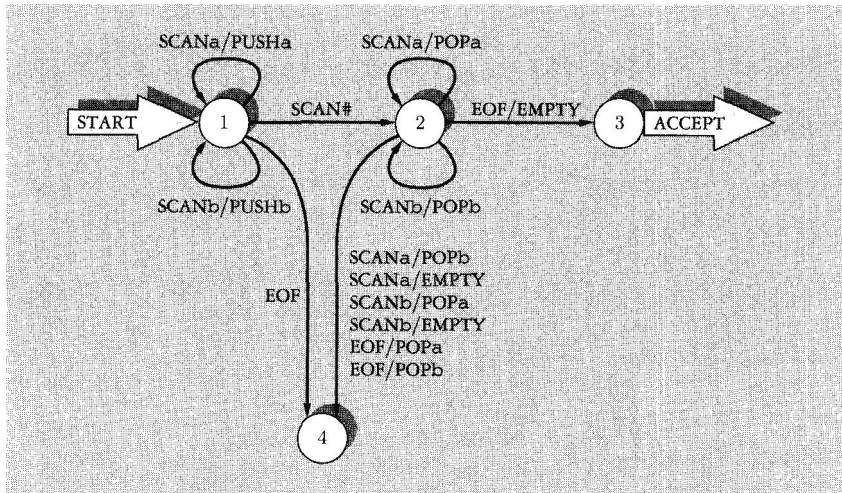 SCANa/PUSHa
SCANa/POPa
START
1
SCAN#
2
EOF/EMPTY
3
ACCEPT
SCANb/PUSHb
SCANb/POPb
EOF
SCANa/POPb
SCANa/EMPTY
SCANb/POPa
SCANb/EMPTY
EOF/POPa
EOF/POPb
4